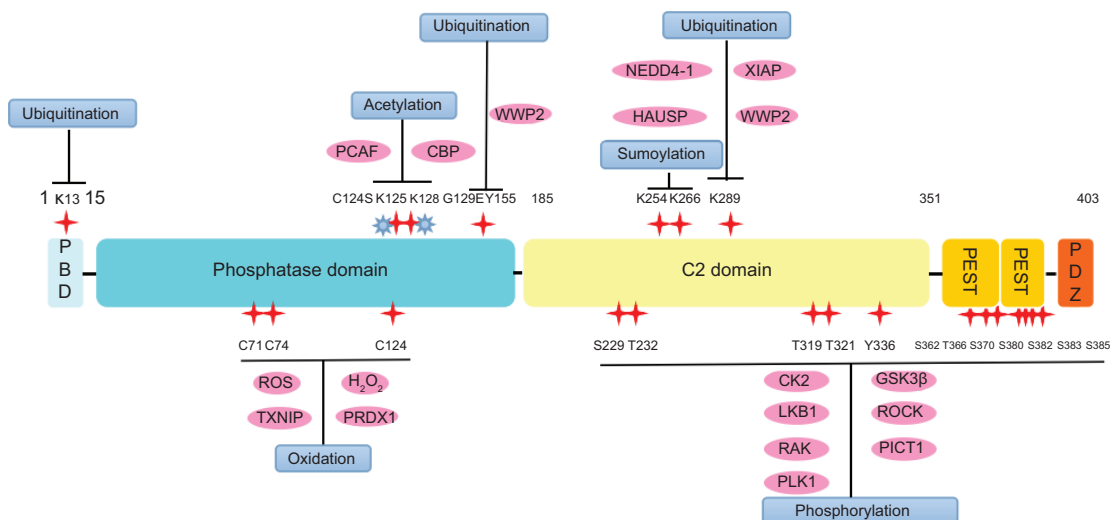 Ubiquitination
Ubiquitination
NEDD4-1
XIAP
Ubiquitination
Acetylation
WWP2
HAUSP
WWP2
PCAF
CBP
Sumoylation
1 K13 15
C124S K125 K128 G129EY155 185
K254 K266 K289
351
403
PBD
Phosphatase domain
C2 domain
PEST
PEST
PDZ
C71 C74
C124
S229 T232
T319 T321 Y336
S362 T366 S370 S380 S382 S383 S385
ROS
H₂O₂
TXNIP
PRDX1
Oxidation
CK2
GSK3β
LKB1
ROCK
RAK
PICT1
PLK1
Phosphorylation